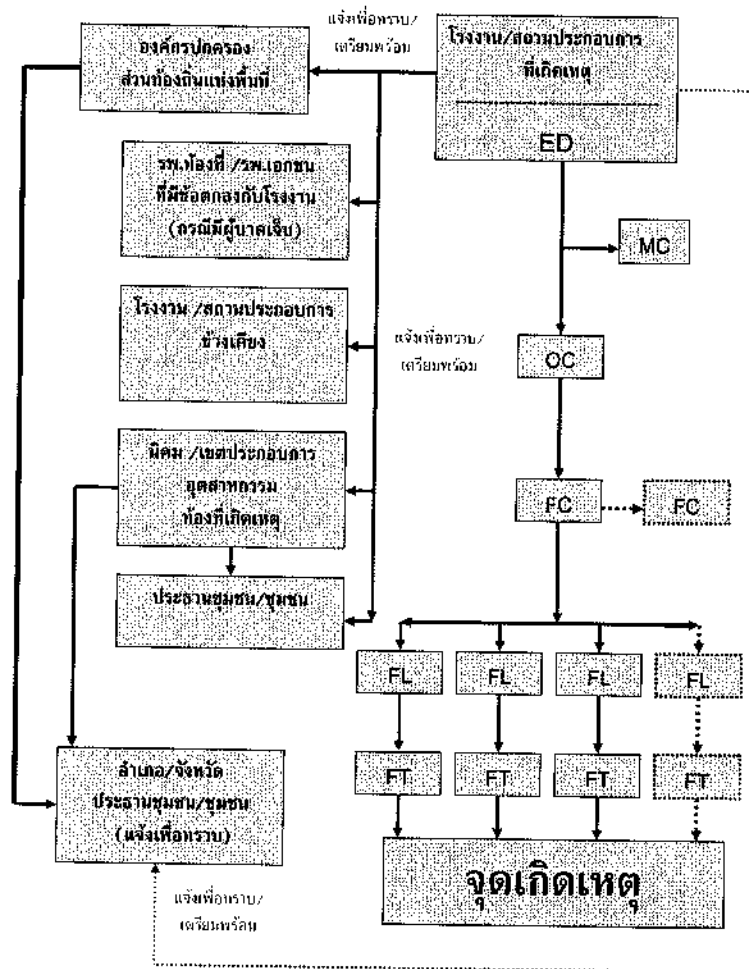 แจ้งเพื่อทราบ/
เตรียมพร้อม
องค์กรปกครอง
ส่วนท้องถิ่นแห่งพื้นที่
โรงงาน/สถานประกอบการ
ที่เกิดเหตุ
ED
รพ.ท้องที่ /รพ.เอกชน
ที่มีข้อตกลงกับโรงงาน
(กรณีมีผู้บาดเจ็บ)
MC
โรงงาน /สถานประกอบการ
ข้างเคียง
แจ้งเพื่อทราบ/
เตรียมพร้อม
OC
นิคม /เขตประกอบการ
อุตสาหกรรม
ท้องที่เกิดเหตุ
FC
FC
ประธานชุมชน/ชุมชน
FL
FL
FL
FL
อำเภอ/จังหวัด
ประธานชุมชน/ชุมชน
(แจ้งเพื่อทราบ)
FT
FT
FT
FT
จุดเกิดเหตุ
แจ้งเพื่อทราบ/
เตรียมพร้อม